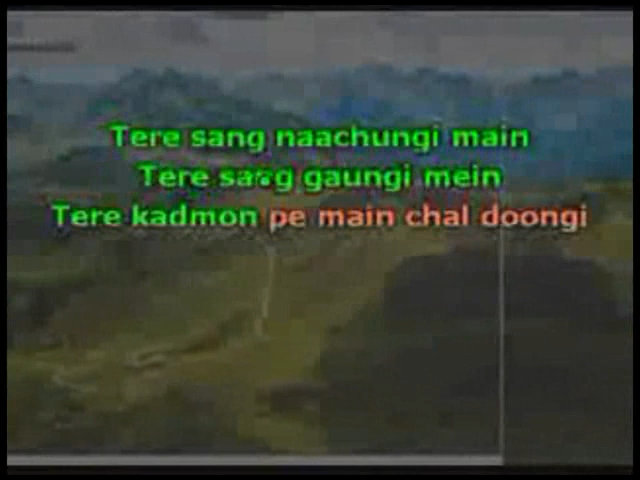 Tere sang naachungi main
Tere sang gaungi mein
Tere kadmon pe main chal doongi